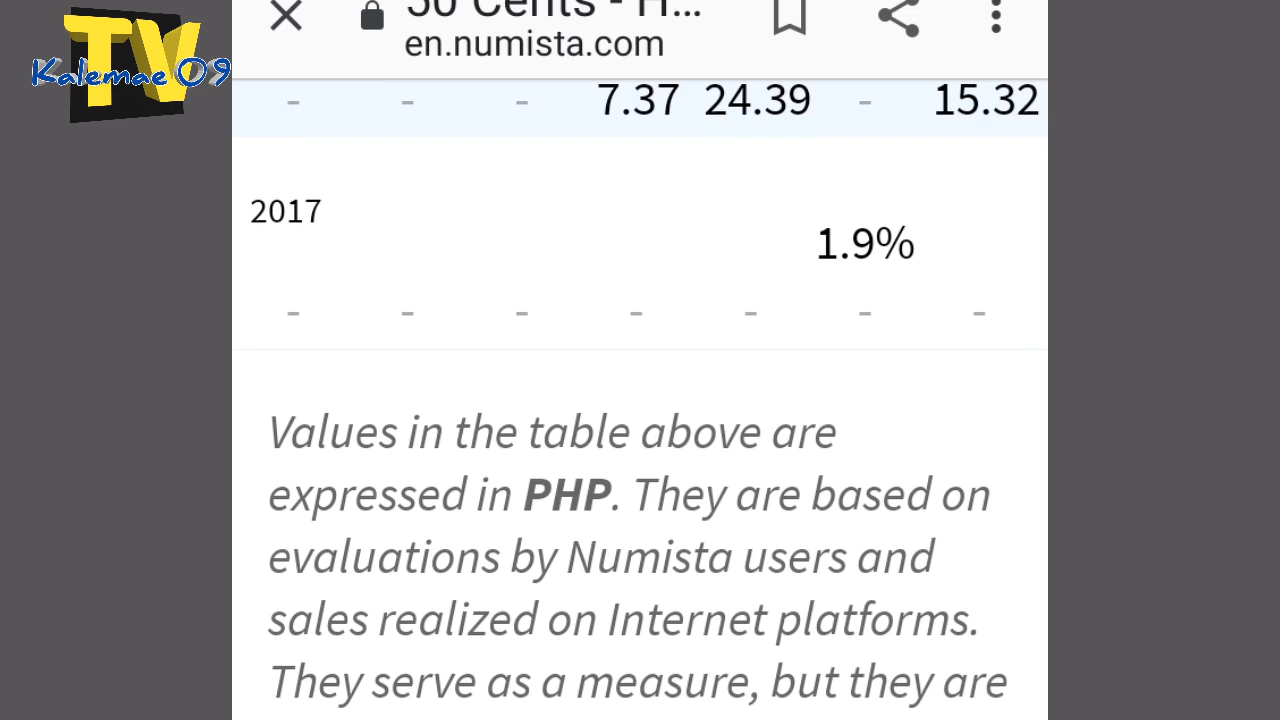 TV
Kalemae 09
50 Cents - H...
en.numista.com
- - - 7.37 24.39 - 15.32
2017
1.9%
- - - - - - -
Values in the table above are
expressed in PHP. They are based on
evaluations by Numista users and
sales realized on Internet platforms.
They serve as a measure, but they are